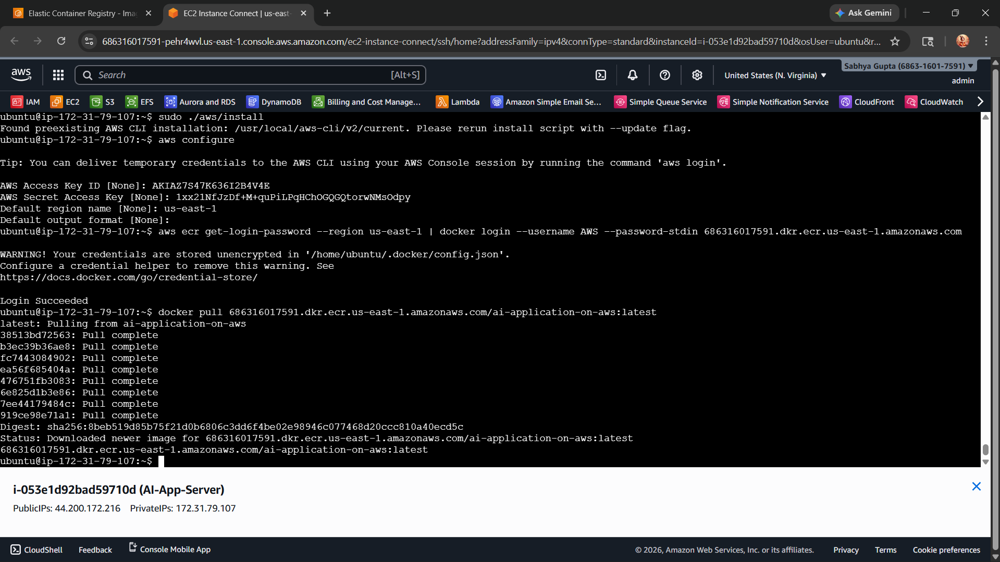 Elastic Container Registry - Ima
EC2 Instance Connect | us-east-
Ask Gemini
686316017591-pehr4wvl.us-east-1.console.aws.amazon.com/ec2-instance-connect/ssh/home?addressFamily=ipv4&connType=standard&instanceId=i-053e1d92bad59710d&osUser=ubuntu&r...
aws
Search
[Alt+S]
United States (N. Virginia)
Sabhya Gupta (6863-1601-7591)
admin
IAM
EC2
S3
EFS
Aurora and RDS
DynamoDB
Billing and Cost Manage...
Lambda
Amazon Simple Email Se...
Simple Queue Service
Simple Notification Service
CloudFront
CloudWatch
ubuntu@ip-172-31-79-107:~$ sudo ./aws/install
Found preexisting AWS CLI installation: /usr/local/aws-cli/v2/current. Please rerun install script with --update flag.
ubuntu@ip-172-31-79-107:~$ aws configure
Tip: You can deliver temporary credentials to the AWS CLI using your AWS Console session by running the command 'aws login'.
AWS Access Key ID [None]: AKIAZ7S47K636I2B4V4E
AWS Secret Access Key [None]: 1xx21NfJzDf+M+quPiLPqHChOGQGQtorwNMsOdpy
Default region name [None]: us-east-1
Default output format [None]:
ubuntu@ip-172-31-79-107:~$ aws ecr get-login-password --region us-east-1 | docker login --username AWS --password-stdin 686316017591.dkr.ecr.us-east-1.amazonaws.com
WARNING! Your credentials are stored unencrypted in '/home/ubuntu/.docker/config.json'.
Configure a credential helper to remove this warning. See
https://docs.docker.com/go/credential-store/
Login Succeeded
ubuntu@ip-172-31-79-107:~$ docker pull 686316017591.dkr.ecr.us-east-1.amazonaws.com/ai-application-on-aws:latest
latest: Pulling from ai-application-on-aws
38513bd72563: Pull complete
b3ec39b36ae8: Pull complete
fc7443084902: Pull complete
ea56f685404a: Pull complete
476751fb3083: Pull complete
6e825d1b3e86: Pull complete
7ee44179484c: Pull complete
919ce98e71a1: Pull complete
Digest: sha256:8beb519d85b75f21d0b6806c3dd6f4be02e98946c077468d20ccc810a40ecd5c
Status: Downloaded newer image for 686316017591.dkr.ecr.us-east-1.amazonaws.com/ai-application-on-aws:latest
686316017591.dkr.ecr.us-east-1.amazonaws.com/ai-application-on-aws:latest
ubuntu@ip-172-31-79-107:~$
i-053e1d92bad59710d (AI-App-Server)
PublicIPs: 44.200.172.216 PrivateIPs: 172.31.79.107
CloudShell
Feedback
Console Mobile App
© 2026, Amazon Web Services, Inc. or its affiliates.
Privacy
Terms
Cookie preferences